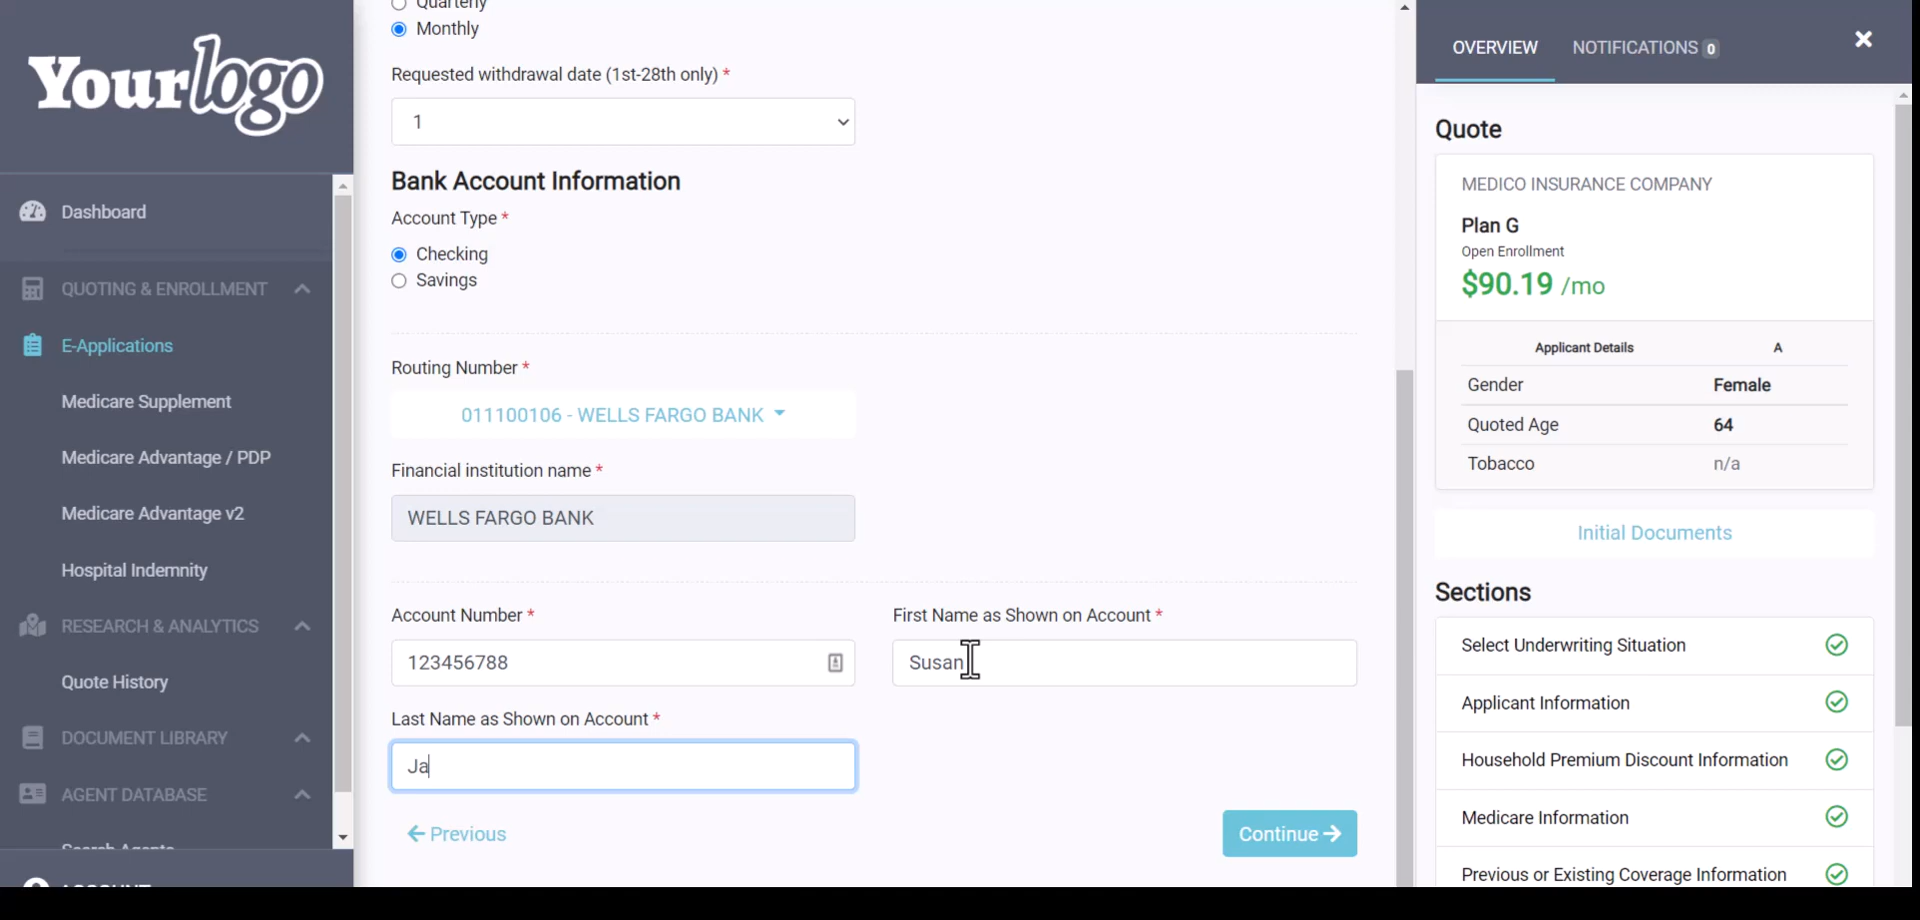 Yourlogo
Dashboard
QUOTING & ENROLLMENT
E-Applications
Medicare Supplement
Medicare Advantage / PDP
Medicare Advantage v2
Hospital Indemnity
RESEARCH & ANALYTICS
Quote History
DOCUMENT LIBRARY
AGENT DATABASE
Search Agents
ACCOUNT
Quarterly
Monthly
Requested withdrawal date (1st-28th only) *
1
Bank Account Information
Account Type *
Checking
Savings
Routing Number *
011100106 - WELLS FARGO BANK
Financial institution name *
WELLS FARGO BANK
Account Number *
123456788
First Name as Shown on Account *
Susan
Last Name as Shown on Account *
Ja
Previous
Continue
OVERVIEW
NOTIFICATIONS 0
Quote
MEDICO INSURANCE COMPANY
Plan G
Open Enrollment
$90.19 /mo
Applicant Details A
Gender Female
Quoted Age 64
Tobacco n/a
Initial Documents
Sections
Select Underwriting Situation
Applicant Information
Household Premium Discount Information
Medicare Information
Previous or Existing Coverage Information